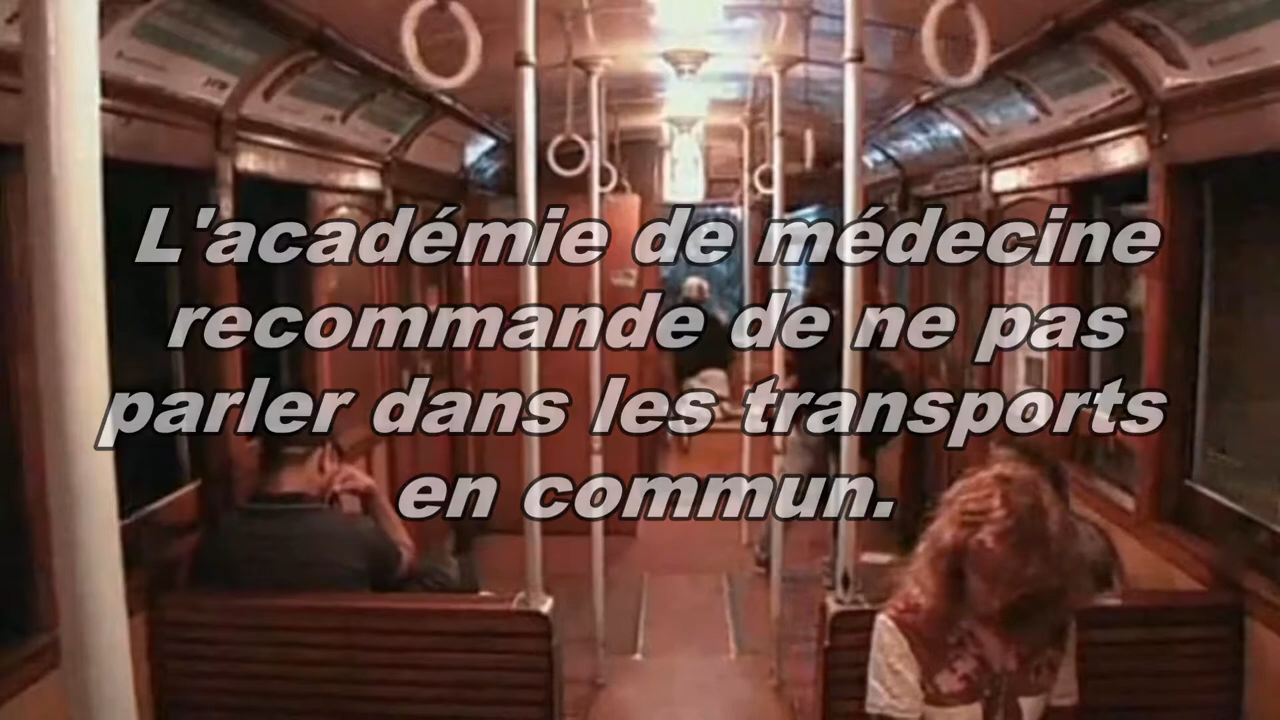 L'académie de médecine
recommande de ne pas
parler dans les transports
en commun.